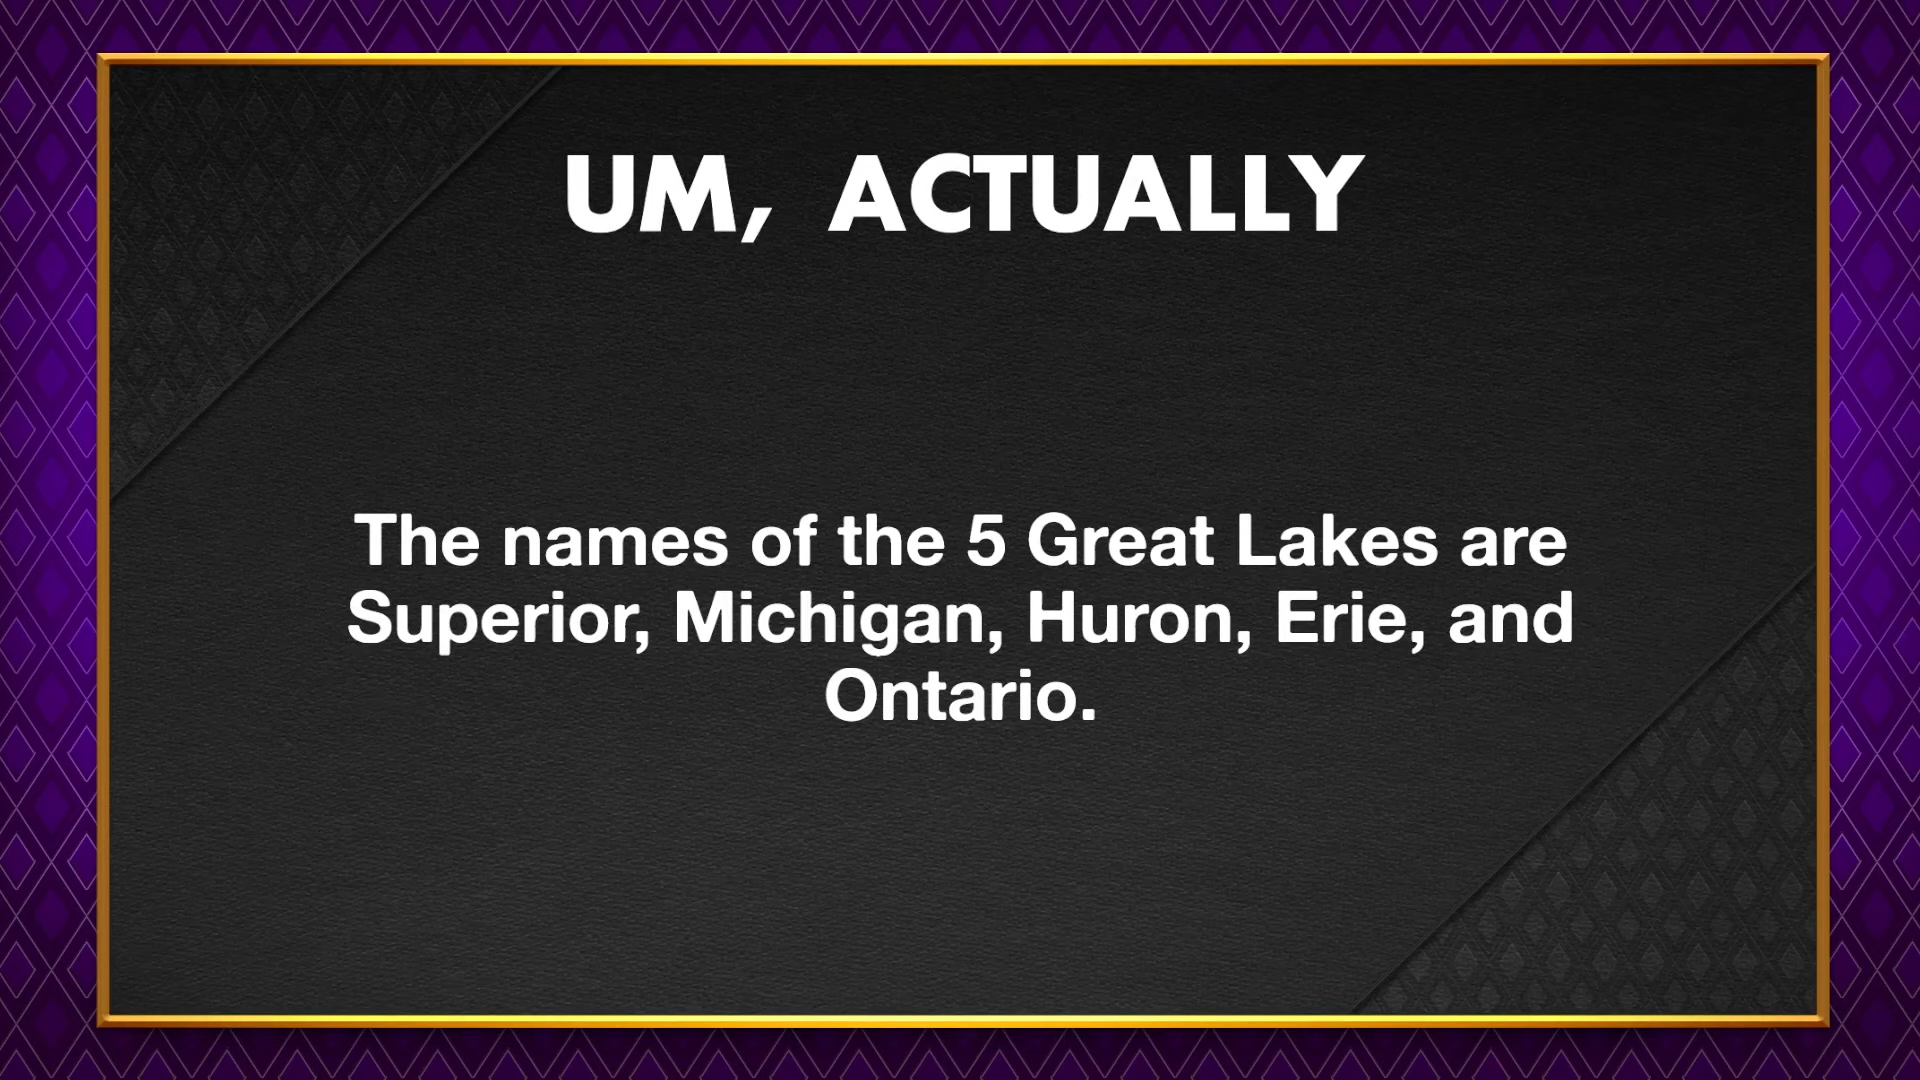 UM, ACTUALLY
The names of the 5 Great Lakes are
Superior, Michigan, Huron, Erie, and
Ontario.